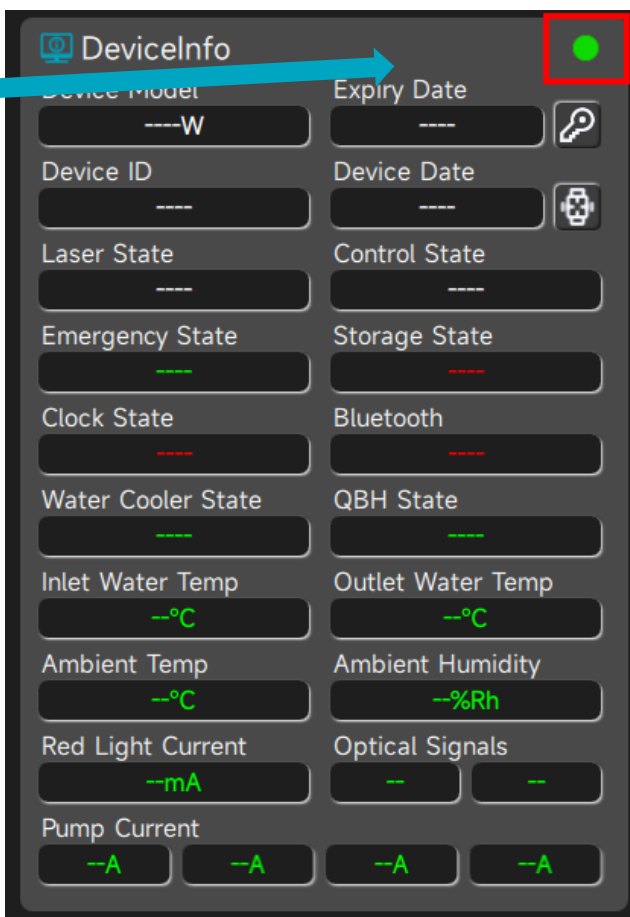 DeviceInfo
Device Model Expiry Date
----W ----
Device ID Device Date
---- ----
Laser State Control State
---- ----
Emergency State Storage State
---- ----
Clock State Bluetooth
---- ----
Water Cooler State QBH State
---- ----
Inlet Water Temp Outlet Water Temp
--°C --°C
Ambient Temp Ambient Humidity
--°C --%Rh
Red Light Current Optical Signals
--mA -- --
Pump Current
--A --A --A --A